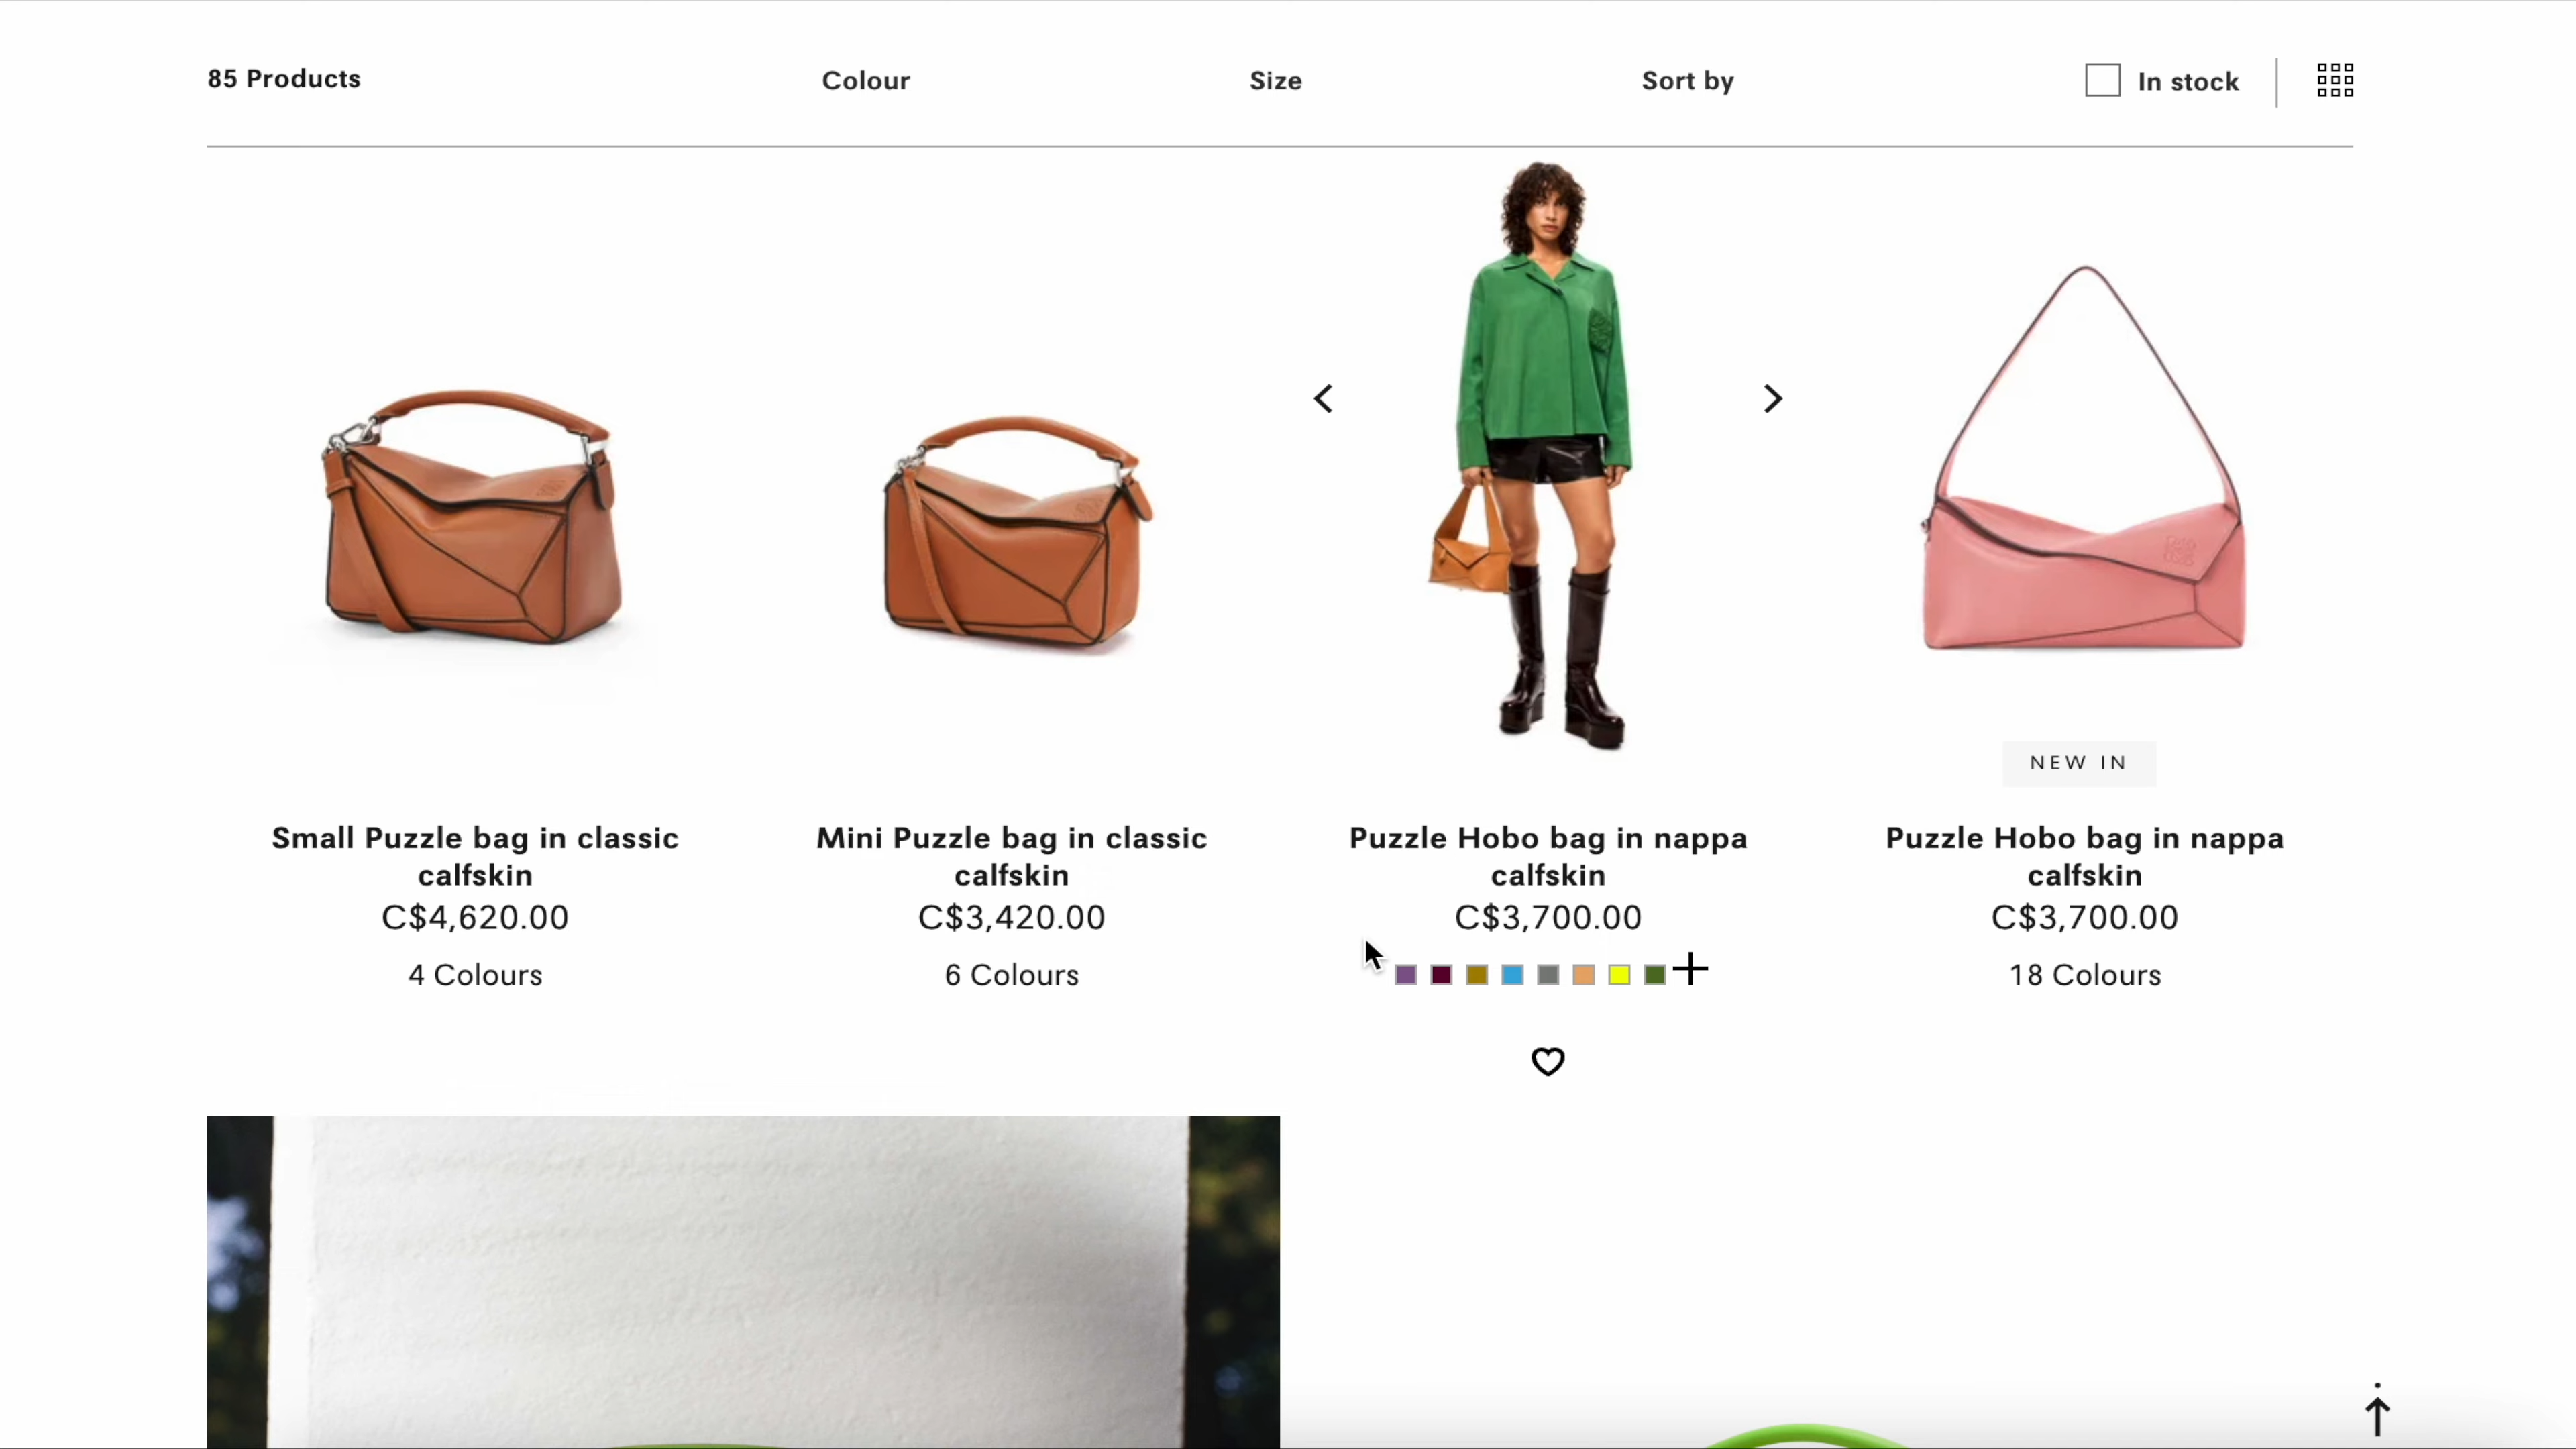 85 Products
Colour
Size
Sort by
In stock
NEW IN
Small Puzzle bag in classic
calfskin
C$4,620.00
4 Colours
Mini Puzzle bag in classic
calfskin
C$3,420.00
6 Colours
Puzzle Hobo bag in nappa
calfskin
C$3,700.00
Puzzle Hobo bag in nappa
calfskin
C$3,700.00
18 Colours